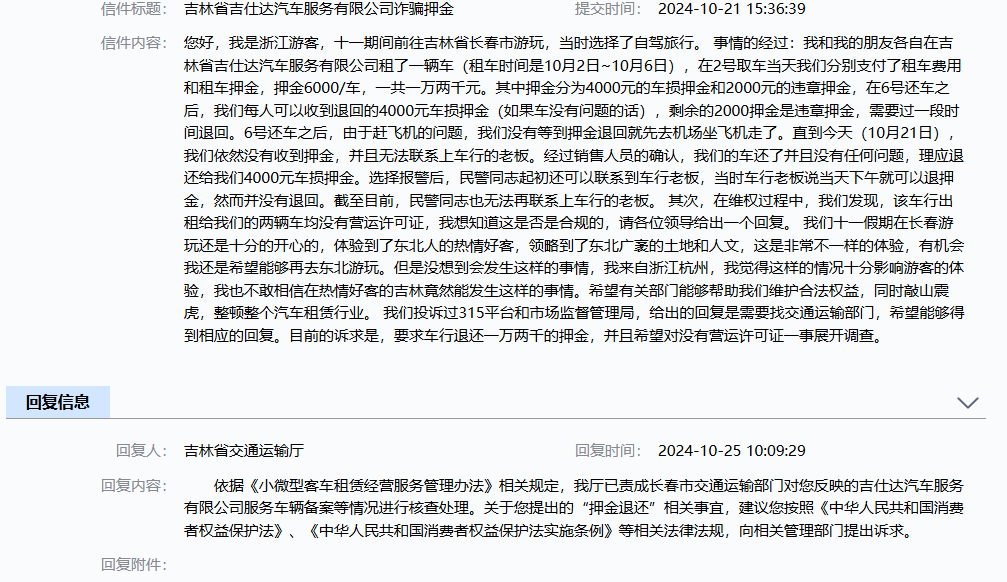 信件标题： 吉林省吉仕达汽车服务有限公司诈骗押金 提交时间： 2024-10-21 15:36:39
信件内容： 您好，我是浙江游客，十一期间前往吉林省长春市游玩，当时选择了自驾旅行。 事情的经过：我和我的朋友各自在吉
林省吉仕达汽车服务有限公司租了一辆车（租车时间是10月2日~10月6日），在2号取车当天我们分别支付了租车费用
和租车押金，押金6000/车，一共一万两千元。其中押金分为4000元的车损押金和2000元的违章押金，在6号还车之
后，我们每人可以收到退回的4000元车损押金（如果车没有问题的话），剩余的2000押金是违章押金，需要过一段时
间退回。6号还车之后，由于赶飞机的问题，我们没有等到押金退回就先去机场坐飞机走了。直到今天（10月21日），
我们依然没有收到押金，并且无法联系上车行的老板。经过销售人员的确认，我们的车还了并且没有任何问题，理应退
还给我们4000元车损押金。选择报警后，民警同志起初还可以联系到车行老板，当时车行老板说当天下午就可以退押
金，然而并没有退回。截至目前，民警同志也无法再联系上车行的老板。 其次，在维权过程中，我们发现，该车行出
租给我们的两辆车均没有营运许可证，我想知道这是否是合规的，请各位领导给出一个回复。 我们十一假期在长春游
玩还是十分的开心的，体验到了东北人的热情好客，领略到了东北广袤的土地和人文，这是非常不一样的体验，有机会
我还是希望能够再去东北游玩。但是没想到会发生这样的事情，我来自浙江杭州，我觉得这样的情况十分影响游客的体
验，我也不敢相信在热情好客的吉林竟然能发生这样的事情。希望有关部门能够帮助我们维护合法权益，同时敲山震
虎，整顿整个汽车租赁行业。 我们投诉过315平台和市场监督管理局，给出的回复是需要找交通运输部门，希望能够得
到相应的回复。目前的诉求是，要求车行退还一万两千的押金，并且希望对没有营运许可证一事展开调查。
回复信息
回复人： 吉林省交通运输厅 回复时间： 2024-10-25 10:09:29
回复内容： 依据《小微型客车租赁经营服务管理办法》相关规定，我厅已责成长春市交通运输部门对您反映的吉仕达汽车服务
有限公司服务车辆备案等情况进行核查处理。关于您提出的“押金退还”相关事宜，建议您按照《中华人民共和国消费
者权益保护法》、《中华人民共和国消费者权益保护法实施条例》等相关法律法规，向相关管理部门提出诉求。
回复附件：